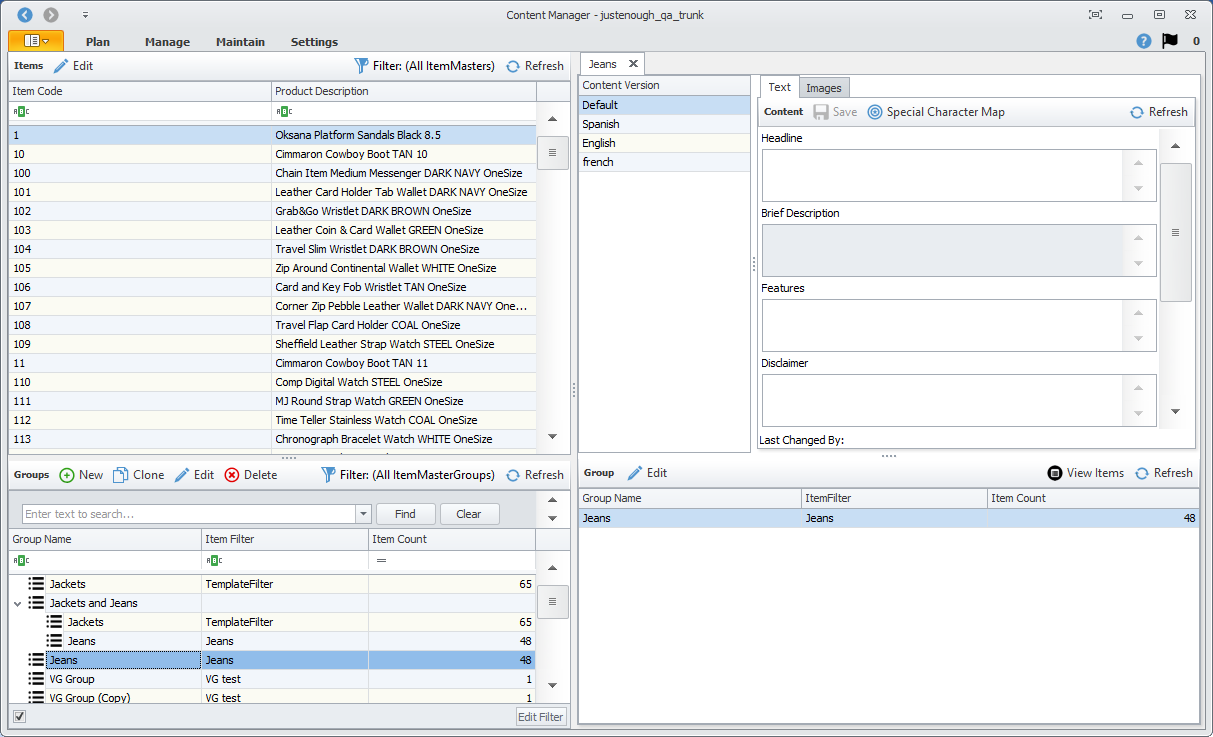 Content Manager - justenough_qa_trunk
Plan Manage Maintain Settings ? 0
Items Edit Filter: (All ItemMasters) Refresh
Item Code Product Description
ABC ABC
1 Oksana Platform Sandals Black 8.5
10 Cimmaron Cowboy Boot TAN 10
100 Chain Item Medium Messenger DARK NAVY OneSize
101 Leather Card Holder Tab Wallet DARK NAVY OneSize
102 Grab&Go Wristlet DARK BROWN OneSize
103 Leather Coin & Card Wallet GREEN OneSize
104 Travel Slim Wristlet DARK BROWN OneSize
105 Zip Around Continental Wallet WHITE OneSize
106 Card and Key Fob Wristlet TAN OneSize
107 Corner Zip Pebble Leather Wallet DARK NAVY One...
108 Travel Flap Card Holder COAL OneSize
109 Sheffield Leather Strap Watch STEEL OneSize
11 Cimmaron Cowboy Boot TAN 11
110 Comp Digital Watch STEEL OneSize
111 MJ Round Strap Watch GREEN OneSize
112 Time Teller Stainless Watch COAL OneSize
113 Chronograph Bracelet Watch WHITE OneSize
Groups New Clone Edit Delete Filter: (All ItemMasterGroups) Refresh
Enter text to search... Find Clear
Group Name Item Filter Item Count
ABC ABC =
Jackets TemplateFilter 65
Jackets and Jeans
Jackets TemplateFilter 65
Jeans Jeans 48
Jeans Jeans 48
VG Group VG test 1
VG Group (Copy) VG test 1
Edit Filter
Jeans
Content Version
Default
Spanish
English
french
Text Images
Content Save Special Character Map Refresh
Headline
Brief Description
Features
Disclaimer
Last Changed By:
Group Edit View Items Refresh
Group Name ItemFilter Item Count
Jeans Jeans 48